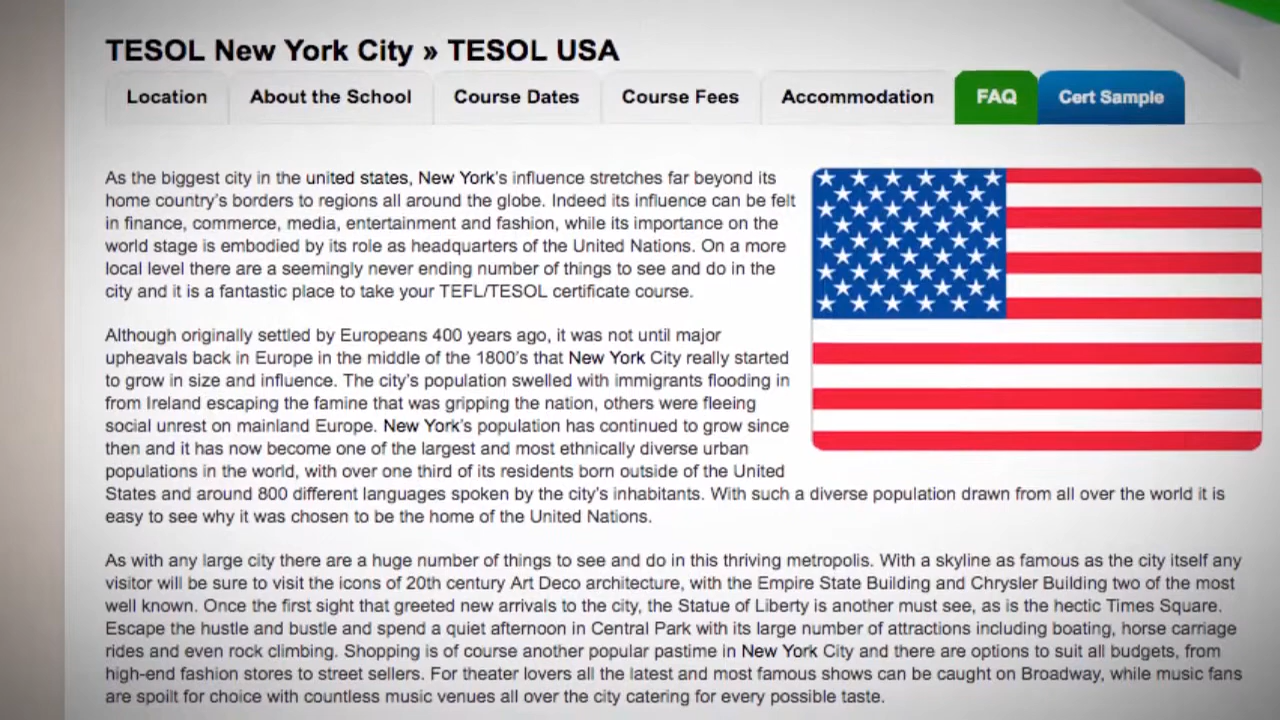 TESOL New York City » TESOL USA
Location
About the School
Course Dates
Course Fees
Accommodation
FAQ
Cert Sample
As the biggest city in the united states, New York's influence stretches far beyond its
home country's borders to regions all around the globe. Indeed its influence can be felt
in finance, commerce, media, entertainment and fashion, while its importance on the
world stage is embodied by its role as headquarters of the United Nations. On a more
local level there are a seemingly never ending number of things to see and do in the
city and it is a fantastic place to take your TEFL/TESOL certificate course.
Although originally settled by Europeans 400 years ago, it was not until major
upheavals back in Europe in the middle of the 1800's that New York City really started
to grow in size and influence. The city's population swelled with immigrants flooding in
from Ireland escaping the famine that was gripping the nation, others were fleeing
social unrest on mainland Europe. New York's population has continued to grow since
then and it has now become one of the largest and most ethnically diverse urban
populations in the world, with over one third of its residents born outside of the United
States and around 800 different languages spoken by the city's inhabitants. With such a diverse population drawn from all over the world it is
easy to see why it was chosen to be the home of the United Nations.
As with any large city there are a huge number of things to see and do in this thriving metropolis. With a skyline as famous as the city itself any
visitor will be sure to visit the icons of 20th century Art Deco architecture, with the Empire State Building and Chrysler Building two of the most
well known. Once the first sight that greeted new arrivals to the city, the Statue of Liberty is another must see, as is the hectic Times Square.
Escape the hustle and bustle and spend a quiet afternoon in Central Park with its large number of attractions including boating, horse carriage
rides and even rock climbing. Shopping is of course another popular pastime in New York City and there are options to suit all budgets, from
high-end fashion stores to street sellers. For theater lovers all the latest and most famous shows can be caught on Broadway, while music fans
are spoilt for choice with countless music venues all over the city catering for every possible taste.